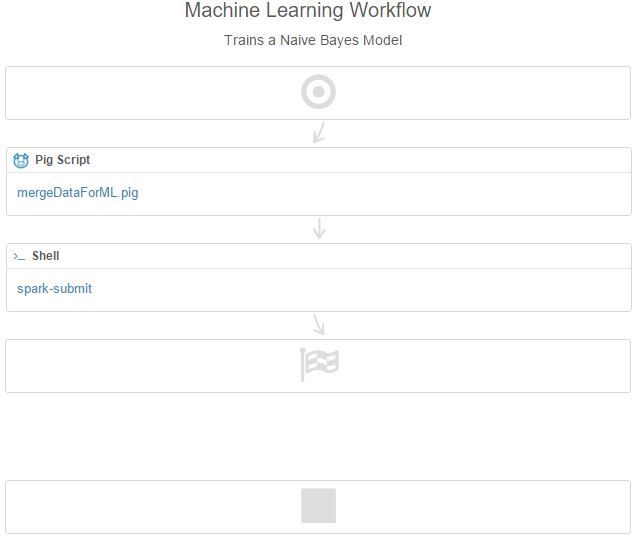 Machine Learning Workflow
Trains a Naive Bayes Model
Pig Script
mergeDataForML.pig
>_ Shell
spark-submit